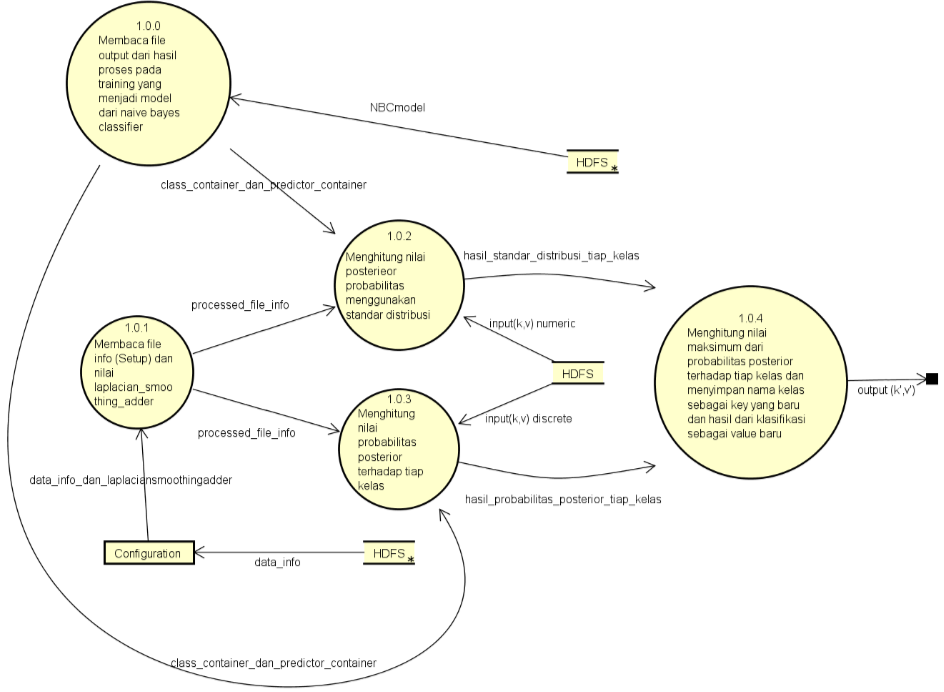 1.0.0
Membaca file
output dari hasil
proses pada
training yang
menjadi model
dari naive bayes
classifier
NBCmodel
HDFS
*
class_container_dan_predictor_container
1.0.2
Menghitung nilai
posterieor
probabilitas
menggunakan
standar distribusi
hasil_standar_distribusi_tiap_kelas
processed_file_info
1.0.1
Membaca file
info (Setup) dan
nilai
laplacian_smoo
thing_adder
input(k,v) numeric
HDFS
input(k,v) discrete
1.0.4
Menghitung nilai
maksimum dari
probabilitas posterior
terhadap tiap kelas dan
menyimpan nama kelas
sebagai key yang baru
dan hasil dari klasifikasi
sebagai value baru
output (k',v')
processed_file_info
1.0.3
Menghitung
nilai
probabilitas
posterior
terhadap tiap
kelas
hasil_probabilitas_posterior_tiap_kelas
data_info_dan_laplaciansmoothingadder
Configuration
data_info
HDFS
*
class_container_dan_predictor_container